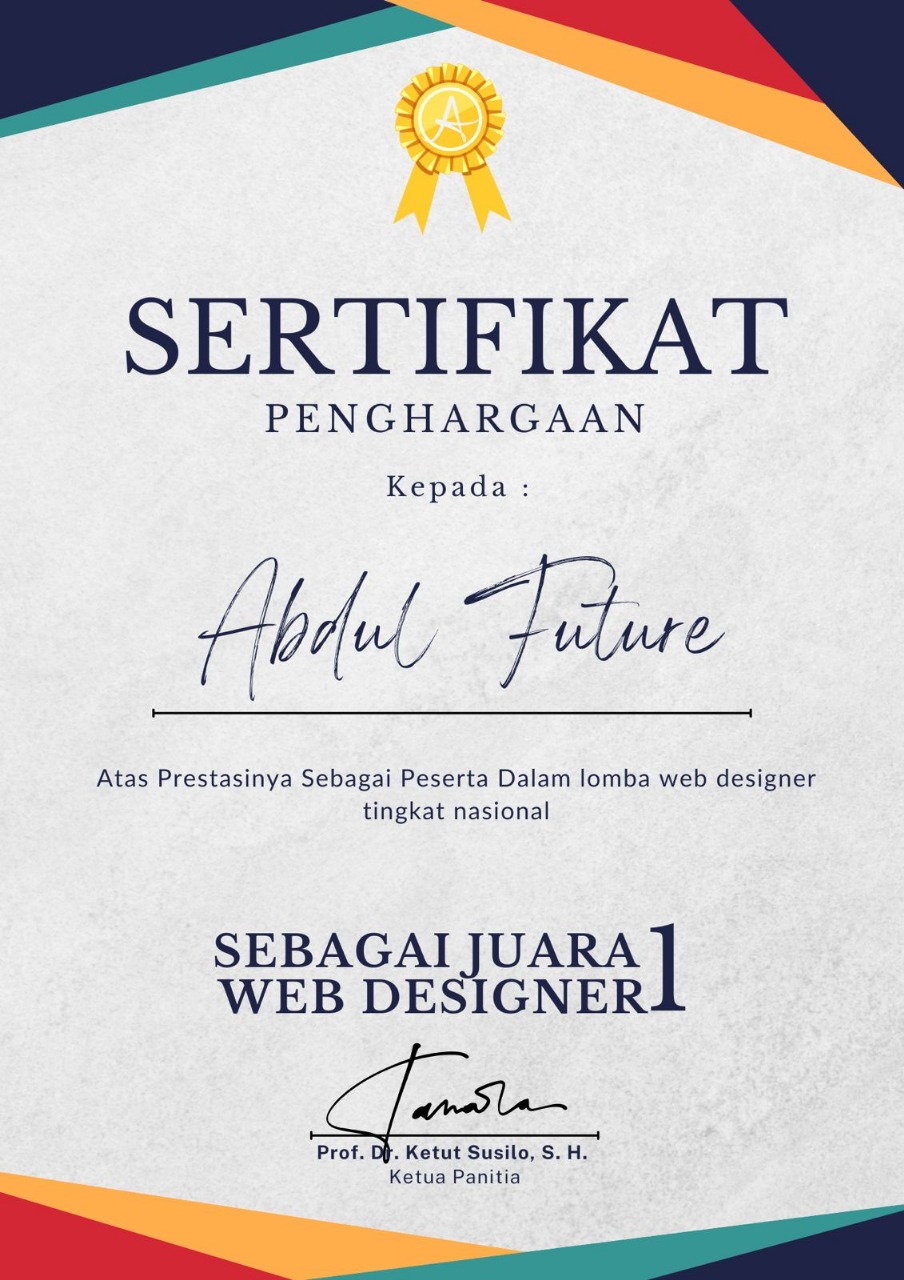 SERTIFIKAT
PENGHARGAAN
Kepada :
Abdul Future
Atas Prestasinya Sebagai Peserta Dalam lomba web designer
tingkat nasional
SEBAGAI JUARA 1
WEB DESIGNER
Prof. Dr. Ketut Susilo, S. H.
Ketua Panitia